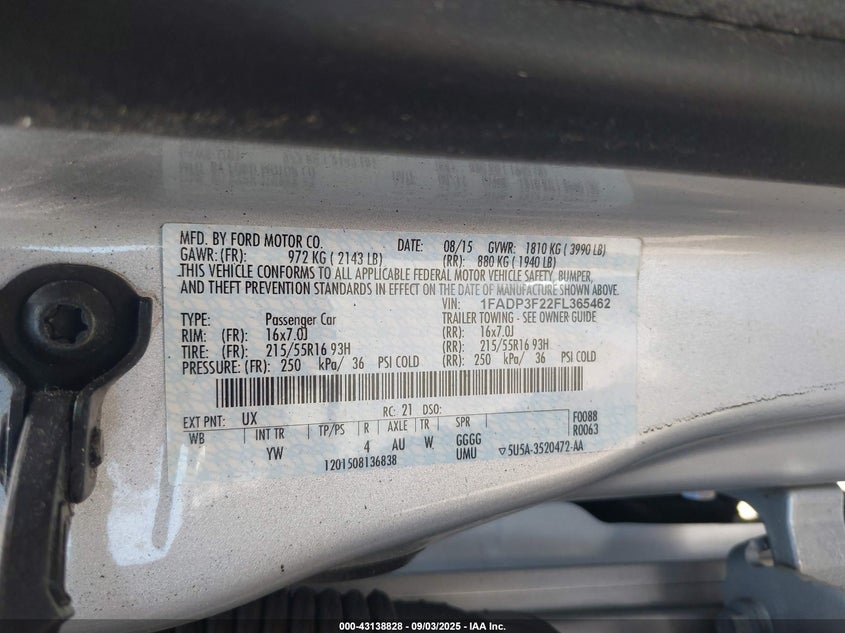 MFD. BY FORD MOTOR CO. DATE: 08/15 GVWR: 1810 KG ( 3990 LB)
GAWR: (FR): 972 KG ( 2143 LB) (RR): 880 KG ( 1940 LB)
THIS VEHICLE CONFORMS TO ALL APPLICABLE FEDERAL MOTOR VEHICLE SAFETY, BUMPER,
AND THEFT PREVENTION STANDARDS IN EFFECT ON THE DATE OF MANUFACTURE SHOWN ABOVE.
VIN: 1FADP3F22FL365462
TYPE: Passenger Car TRAILER TOWING - SEE OWNER GUIDE
RIM: (FR): 16x7.0J (RR): 16x7.0J
TIRE: (FR): 215/55R16 93H (RR): 215/55R16 93H
PRESSURE: (FR): 250 kPa/ 36 PSI COLD (RR): 250 kPa/ 36 PSI COLD
EXT PNT: UX RC: 21 DSO: F0088
WB INT TR TP/PS R AXLE TR SPR R0063
YW 4 AU W. GGGG
1201508136838 UMU ▽5U5A-3520472-AA
000-43138828 - 09/03/2025 - IAA, Inc.